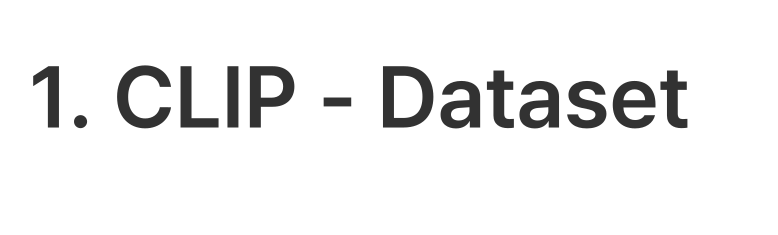 1. CLIP - Dataset